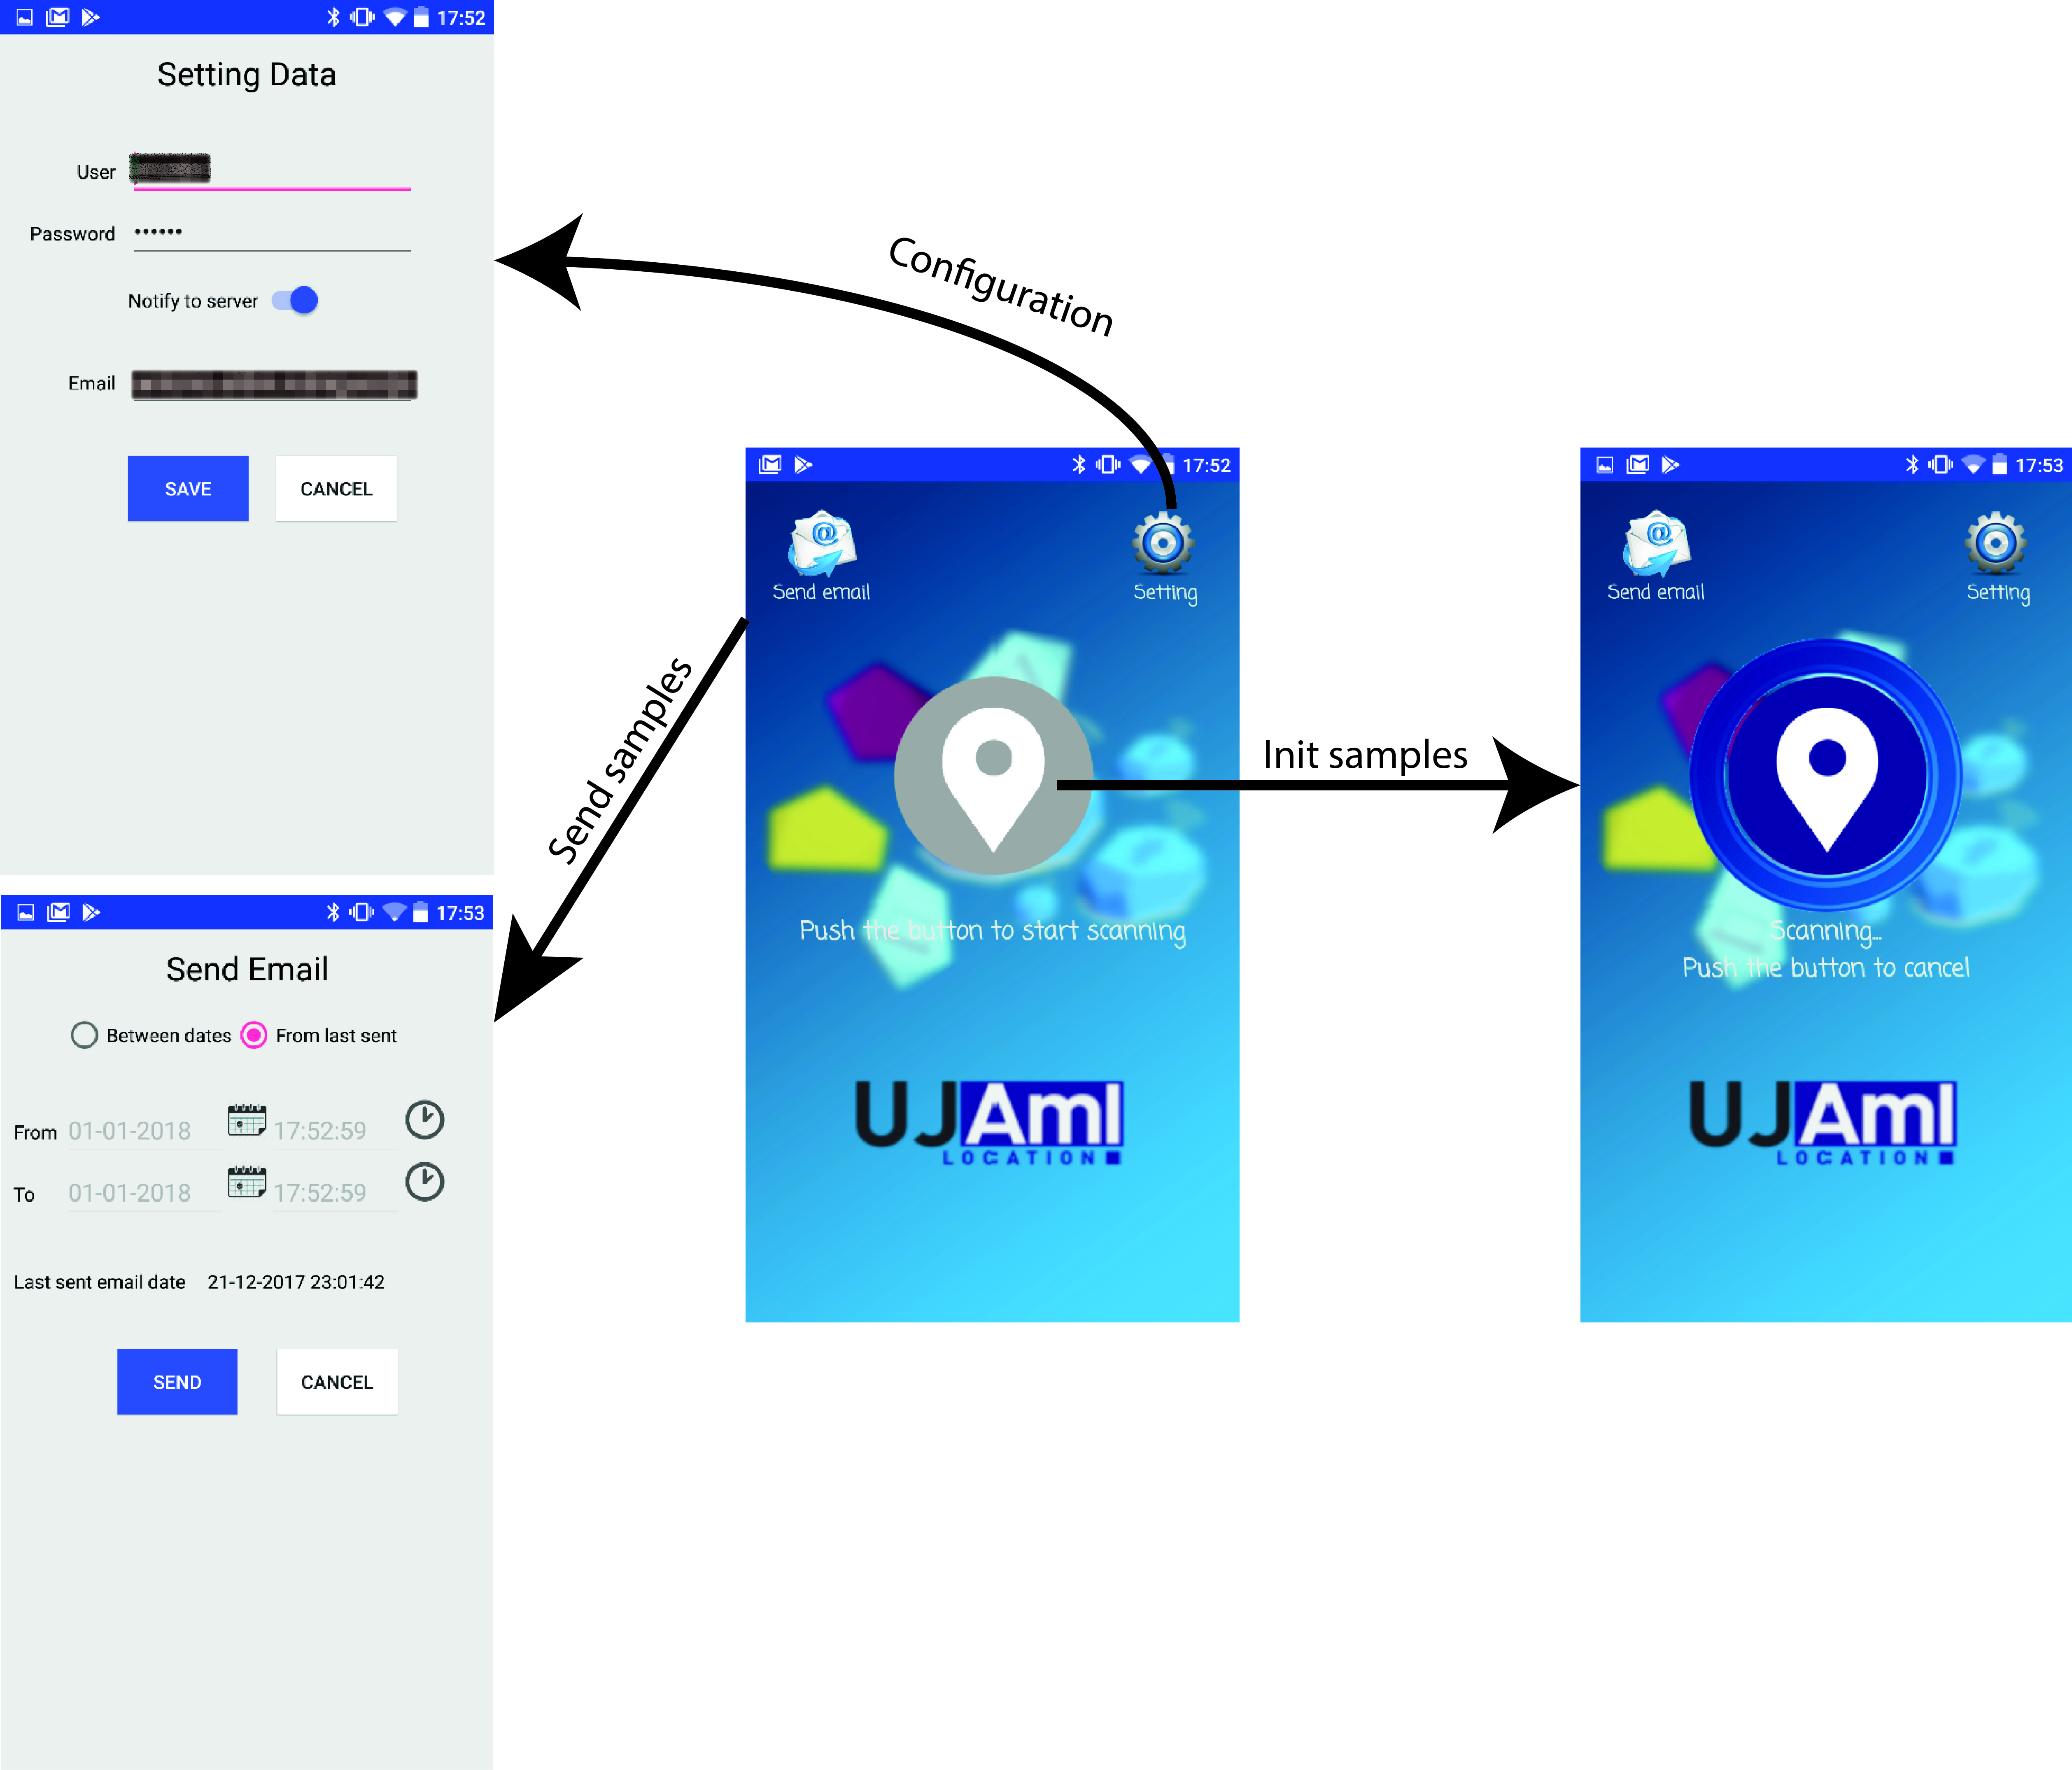 17:52
Setting Data
User
Password ••••••
Notify to server
Email
SAVE CANCEL
Configuration
17:52
Send email Setting
Push the button to start scanning
UJAmI
LOCATION
Send samples
Init samples
17:53
Send email Setting
Scanning...
Push the button to cancel
UJAmI
LOCATION
17:53
Send Email
Between dates From last sent
From 01-01-2018 17:52:59
To 01-01-2018 17:52:59
Last sent email date 21-12-2017 23:01:42
SEND CANCEL